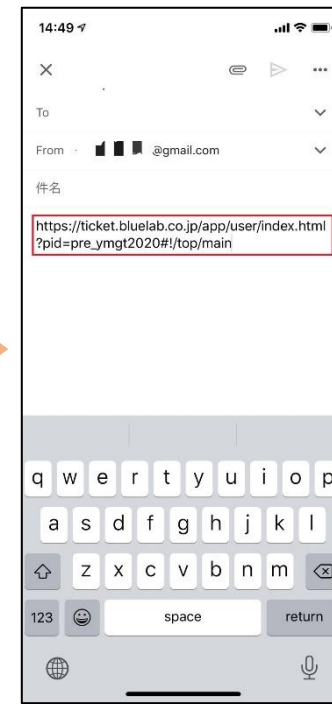 14:49
To
From · @gmail.com
件名
https://ticket.bluelab.co.jp/app/user/index.html
?pid=pre_ymgt2020#!/top/main
q w e r t y u i o p
a s d f g h j k l
z x c v b n m
123 space return